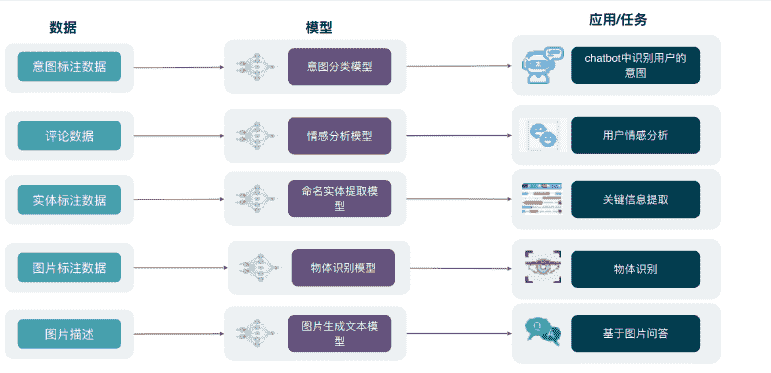 数据
模型
应用/任务
意图标注数据
意图分类模型
chatbot中识别用户的
意图
评论数据
情感分析模型
用户情感分析
实体标注数据
命名实体提取模
型
关键信息提取
图片标注数据
物体识别模型
物体识别
图片描述
图片生成文本模
型
Q
A
基于图片问答